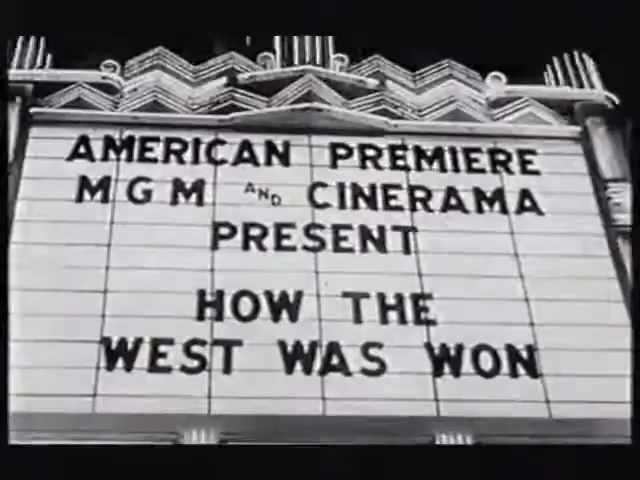 AMERICAN PREMIERE
MGM AND CINERAMA
PRESENT
HOW THE
WEST WAS WON